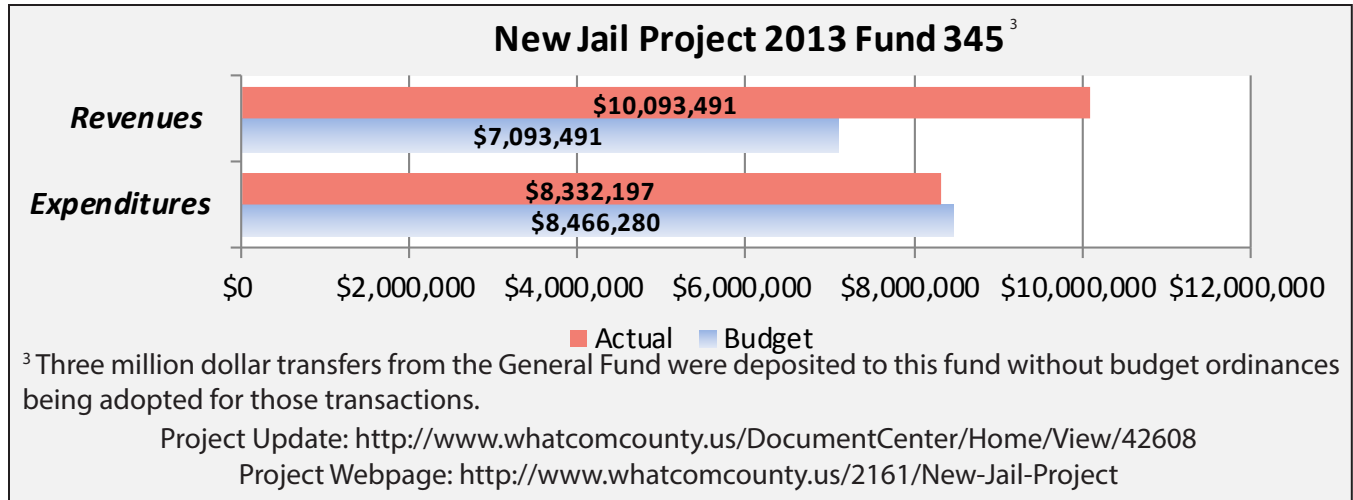 New Jail Project 2013 Fund 345 ³
Revenues
$10,093,491
$7,093,491
Expenditures
$8,332,197
$8,466,280
$0 $2,000,000 $4,000,000 $6,000,000 $8,000,000 $10,000,000 $12,000,000
Actual Budget
³ Three million dollar transfers from the General Fund were deposited to this fund without budget ordinances
being adopted for those transactions.
Project Update: http://www.whatcomcounty.us/DocumentCenter/Home/View/42608
Project Webpage: http://www.whatcomcounty.us/2161/New-Jail-Project